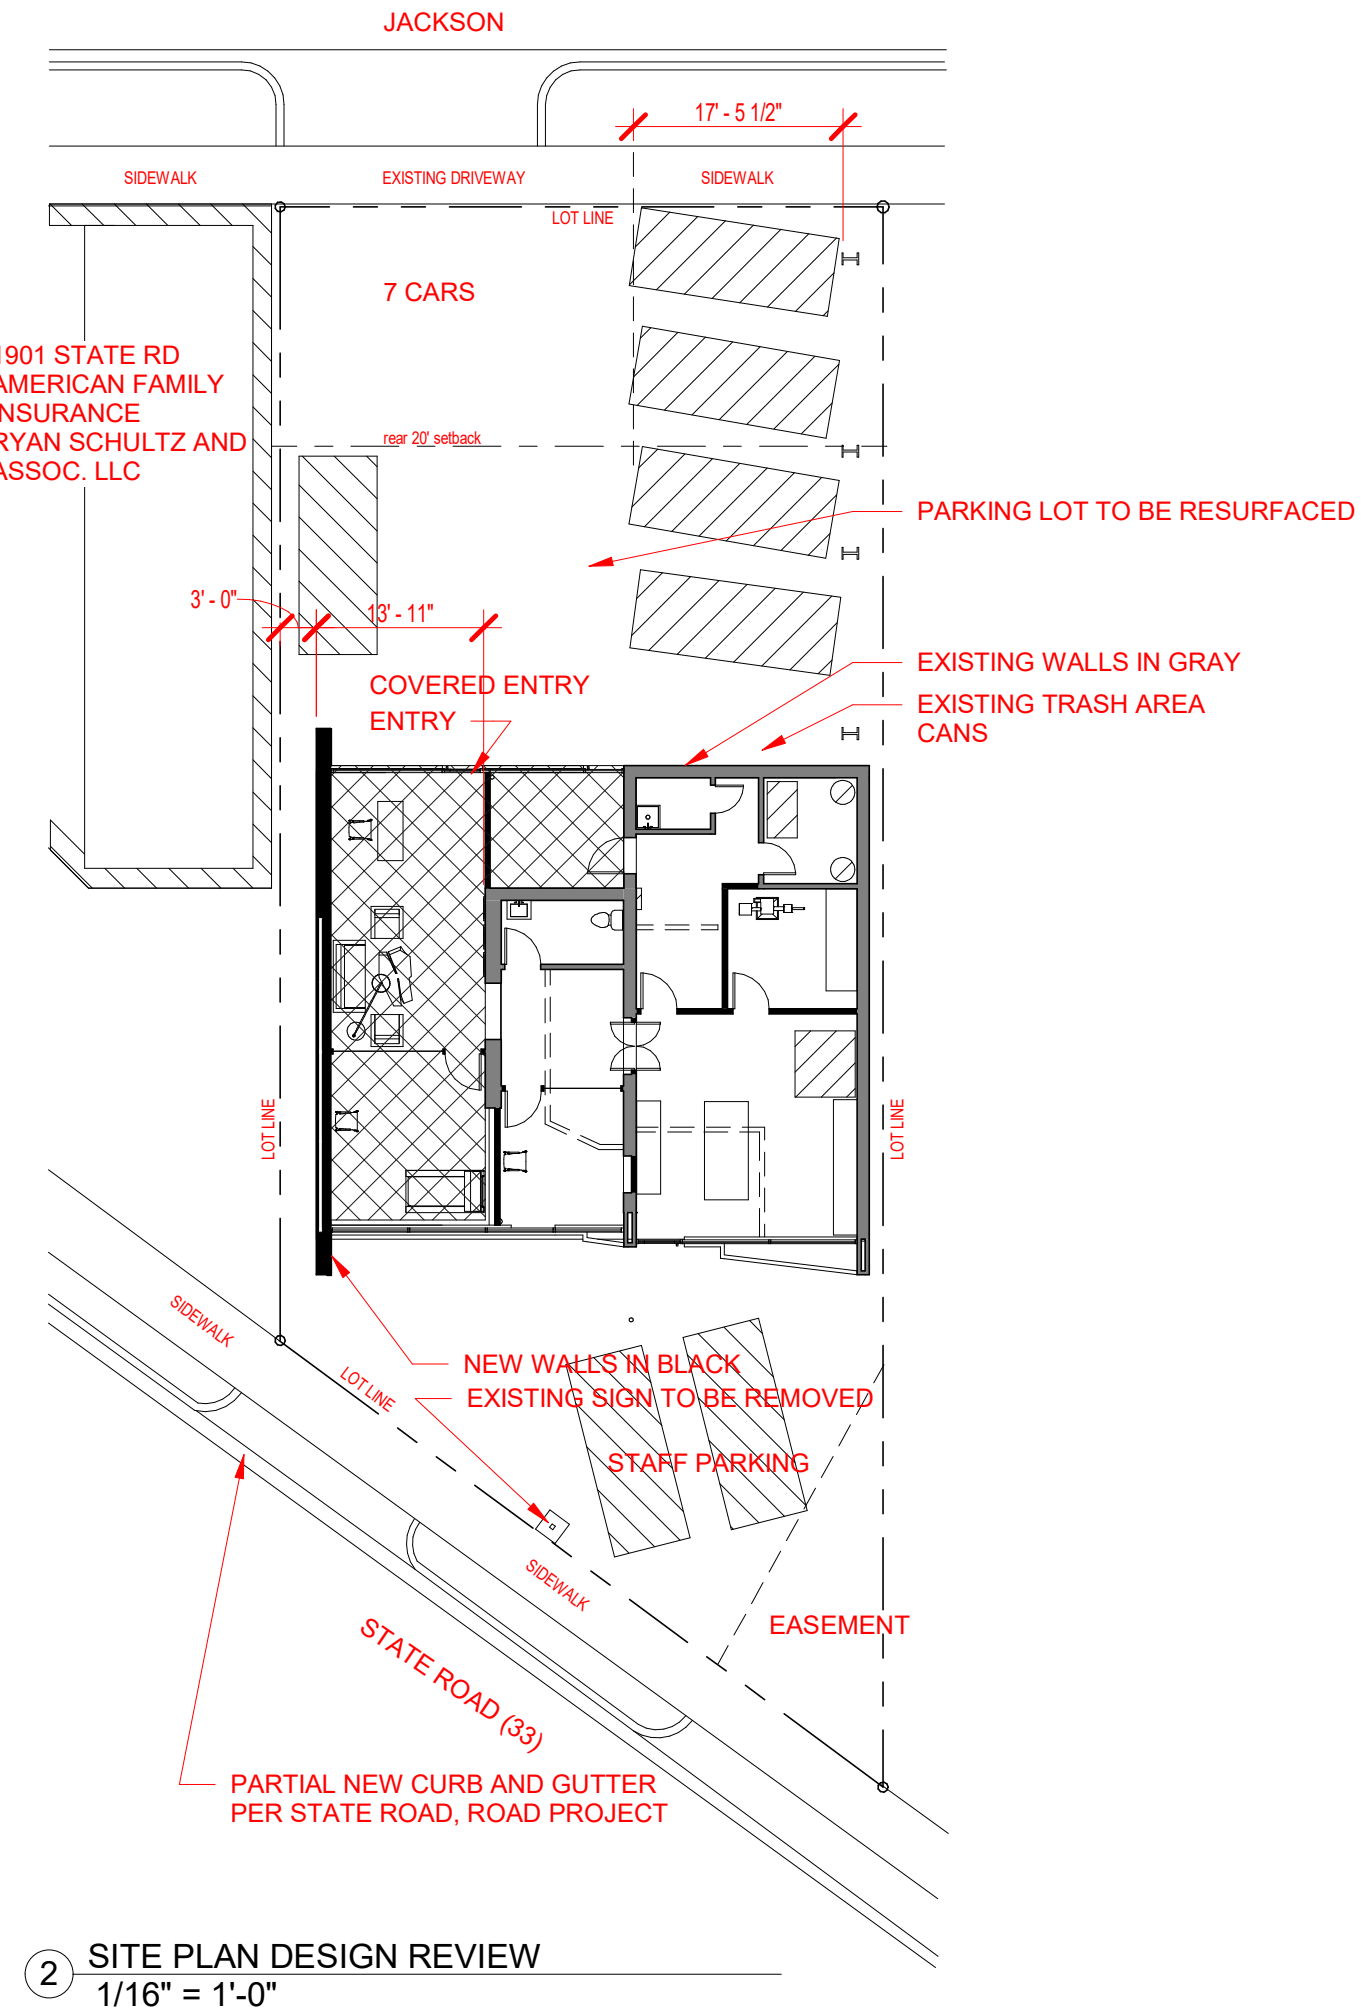 JACKSON
17' - 5 1/2"
SIDEWALK
EXISTING DRIVEWAY
SIDEWALK
LOT LINE
7 CARS
1901 STATE RD
AMERICAN FAMILY
INSURANCE
RYAN SCHULTZ AND
ASSOC. LLC
rear 20' setback
PARKING LOT TO BE RESURFACED
3' - 0"
13' - 11"
EXISTING WALLS IN GRAY
COVERED ENTRY
ENTRY
EXISTING TRASH AREA
CANS
LOT LINE
LOT LINE
SIDEWALK
LOT LINE
NEW WALLS IN BLACK
EXISTING SIGN TO BE REMOVED
STAFF PARKING
SIDEWALK
EASEMENT
STATE ROAD (33)
PARTIAL NEW CURB AND GUTTER
PER STATE ROAD, ROAD PROJECT
2 SITE PLAN DESIGN REVIEW
1/16" = 1'-0"